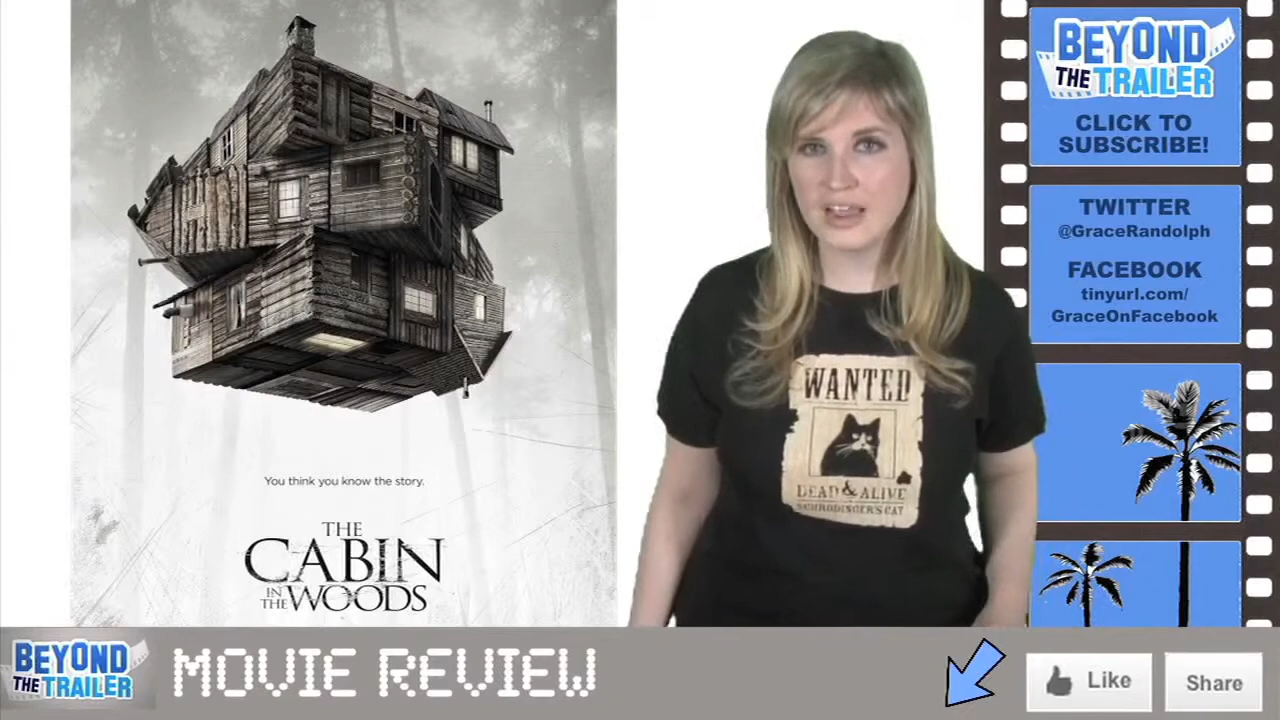 You think you know the story.
THE
CABIN
IN THE WOODS
WANTED
DEAD & ALIVE
SCHRODINGER'S CAT
BEYOND
THE TRAILER
CLICK TO
SUBSCRIBE!
TWITTER
@GraceRandolph
FACEBOOK
tinyurl.com/
GraceOnFacebook
BEYOND
THE TRAILER
MOVIE REVIEW
Like
Share